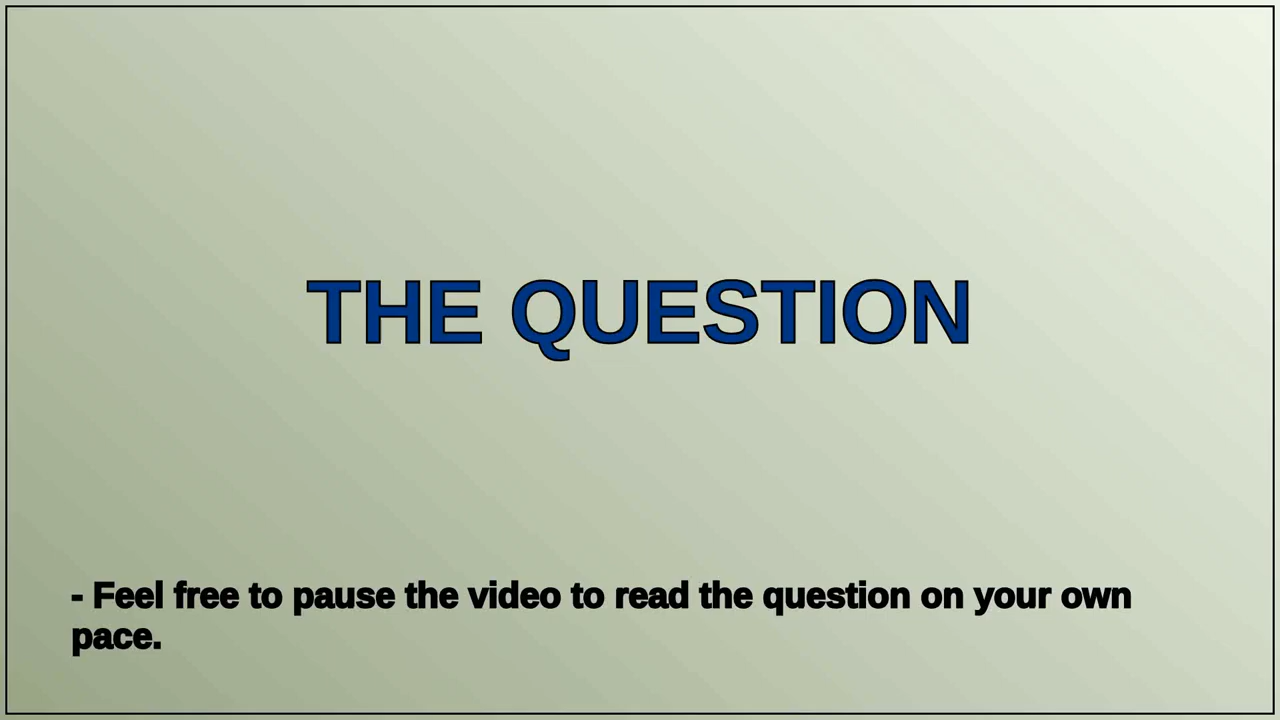 THE QUESTION
- Feel free to pause the video to read the question on your own
pace.